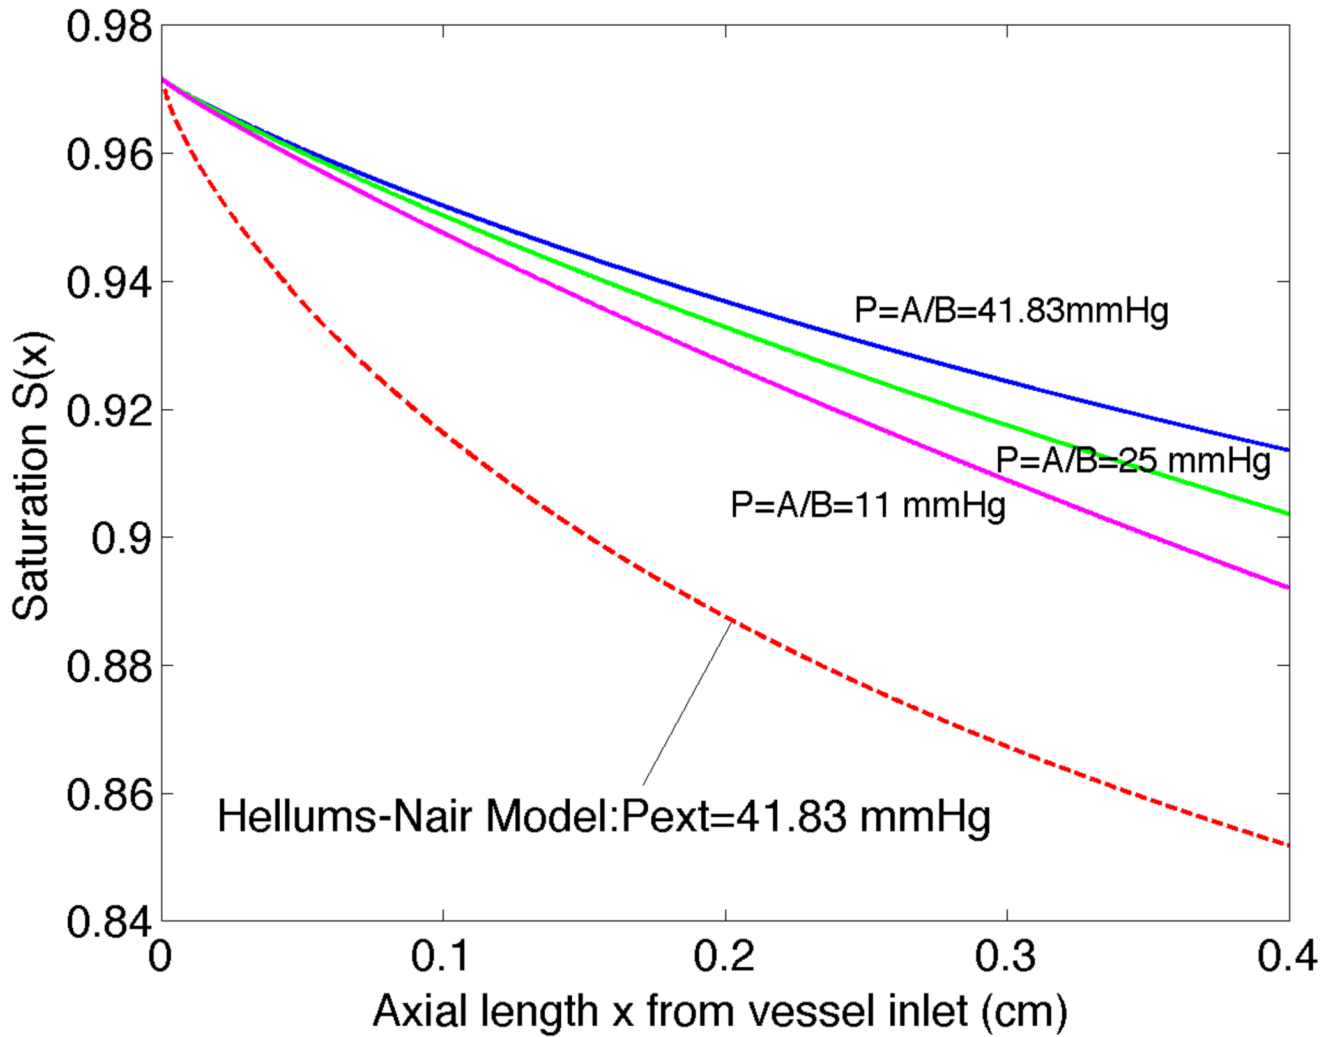 0.98
0.96
0.94
0.92
0.9
0.88
0.86
0.84
Saturation S(x)
P=A/B=41.83mmHg
P=A/B=25 mmHg
P=A/B=11 mmHg
Hellums-Nair Model:Pext=41.83 mmHg
0 0.1 0.2 0.3 0.4
Axial length x from vessel inlet (cm)